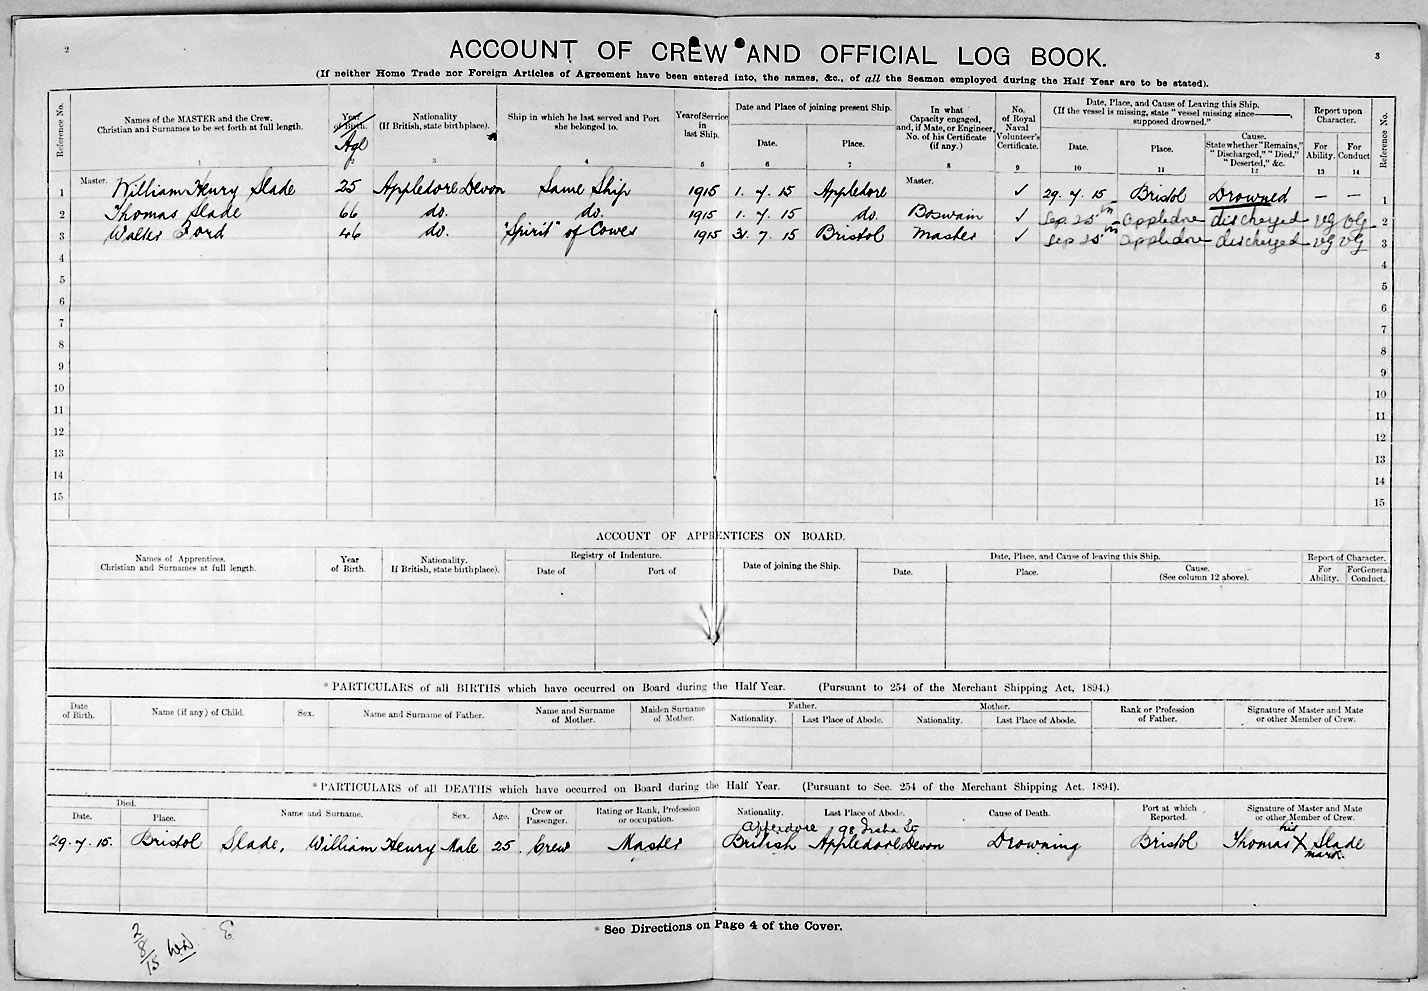 2
ACCOUNT OF CREW AND OFFICIAL LOG BOOK.
3
(If neither Home Trade nor Foreign Articles of Agreement have been entered into, the names, &c., of all the Seamen employed during the Half Year are to be stated).
Reference No.
Names of the MASTER and the Crew.
Christian and Surnames to be set forth at full length.
1
Year of Birth.
Age
2
Nationality
(If British, state birthplace).
3
Ship in which he last served and Port
she belonged to.
4
Year of Service
in
last Ship.
5
Date and Place of joining present Ship.
Date.
6
Place.
7
In what
Capacity engaged,
and, if Mate, or Engineer,
No. of his Certificate
(if any.)
8
No.
of Royal
Naval
Volunteer's
Certificate.
9
Date, Place, and Cause of Leaving this Ship.
(If the vessel is missing, state "vessel missing since———,
supposed drowned."
Date.
10
Place.
11
Cause.
State whether "Remains,"
"Discharged," "Died,"
"Deserted," &c.
12
Report upon
Character.
For
Ability.
13
For
Conduct
14
Reference No.
1 Master. William Henry Slade 25 Appledore Devon Same Ship 1915 1. 7. 15 Appledore Master. ✓ 29. 7. 15 Bristol Drowned — — 1
2 Thomas Slade 66 do. do. 1915 1. 7. 15 do. Boswain ✓ Sep 25th Appledore discharged VG VG 2
3 Walter Ford 46 do. "Spirit" of Cowes 1915 31. 7. 15 Bristol Master ✓ Sep 25th Appledore discharged VG VG 3
4 4
5 5
6 6
7 7
8 8
9 9
10 10
11 11
12 12
13 13
14 14
15 15
ACCOUNT OF APPRENTICES ON BOARD.
Names of Apprentices.
Christian and Surnames at full length.
Year
of Birth.
Nationality.
If British, state birthplace).
Registry of Indenture.
Date of
Port of
Date of joining the Ship.
Date, Place, and Cause of leaving this Ship.
Date.
Place.
Cause.
(See column 12 above).
Report of Character.
For
Ability.
For General
Conduct.
*PARTICULARS of all BIRTHS which have occurred on Board during the Half Year. (Pursuant to 254 of the Merchant Shipping Act, 1894.)
Date
of Birth.
Name (if any) of Child.
Sex.
Name and Surname of Father.
Name and Surname
of Mother.
Maiden Surname
of Mother.
Father.
Nationality.
Last Place of Abode.
Mother.
Nationality.
Last Place of Abode.
Rank or Profession
of Father.
Signature of Master and Mate
or other Member of Crew.
*PARTICULARS of all DEATHS which have occurred on Board during the Half Year. (Pursuant to Sec. 254 of the Merchant Shipping Act. 1894).
Died.
Date.
Place.
Name and Surname.
Sex.
Age.
Crew or
Passenger.
Rating or Rank, Profession
or occupation.
Nationality.
Last Place of Abode.
Cause of Death.
Port at which
Reported.
Signature of Master and Mate
or other Member of Crew.
Appledore 98 Irsha St his
29. 7. 15. Bristol Slade, William Henry Male 25. Crew Master British Appledore Devon Drowning Bristol Thomas X Slade
mark.
* See Directions on Page 4 of the Cover.
2/8/15 WD E